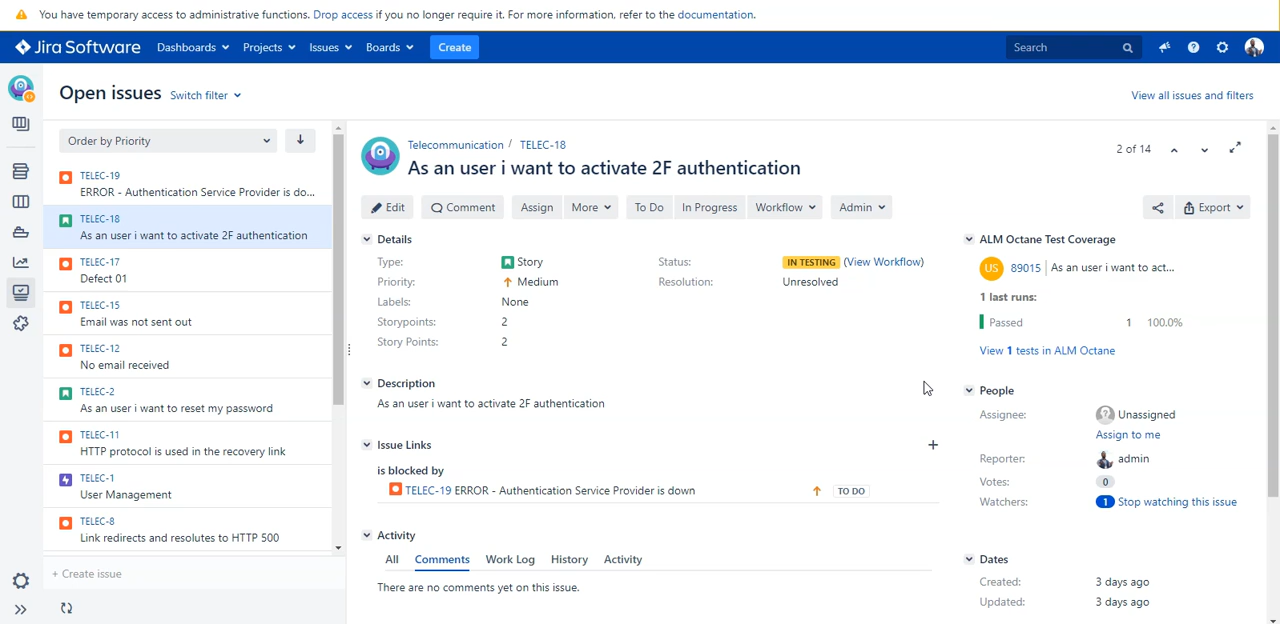 You have temporary access to administrative functions. Drop access if you no longer require it. For more information, refer to the documentation.
Jira Software Dashboards Projects Issues Boards Create Search
Open issues Switch filter View all issues and filters
Order by Priority
TELEC-19
ERROR - Authentication Service Provider is do...
TELEC-18
As an user i want to activate 2F authentication
TELEC-17
Defect 01
TELEC-15
Email was not sent out
TELEC-12
No email received
TELEC-2
As an user i want to reset my password
TELEC-11
HTTP protocol is used in the recovery link
TELEC-1
User Management
TELEC-8
Link redirects and resolutes to HTTP 500
+ Create issue
Telecommunication / TELEC-18
As an user i want to activate 2F authentication
2 of 14
Edit Comment Assign More To Do In Progress Workflow Admin Export
Details
Type: Story Status: IN TESTING (View Workflow)
Priority: Medium Resolution: Unresolved
Labels: None
Storypoints: 2
Story Points: 2
Description
As an user i want to activate 2F authentication
Issue Links
is blocked by
TELEC-19 ERROR - Authentication Service Provider is down TO DO
Activity
All Comments Work Log History Activity
There are no comments yet on this issue.
ALM Octane Test Coverage
US 89015 As an user i want to act...
1 last runs:
Passed 1 100.0%
View 1 tests in ALM Octane
People
Assignee: Unassigned
Assign to me
Reporter: admin
Votes: 0
Watchers: 1 Stop watching this issue
Dates
Created: 3 days ago
Updated: 3 days ago